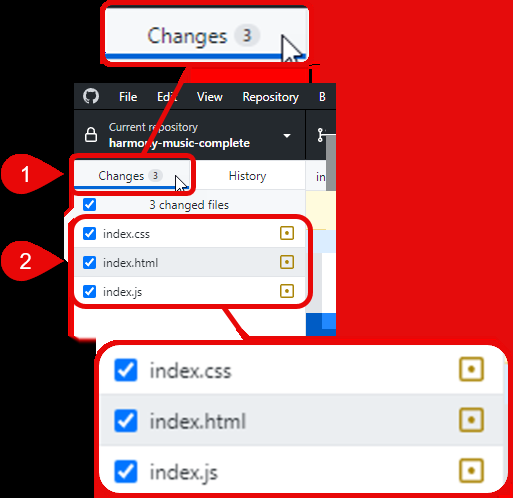 Changes 3
File Edit View Repository B
Current repository
harmony-music-complete
1
Changes 3 History in
3 changed files
2
index.css
index.html
index.js
index.css
index.html
index.js